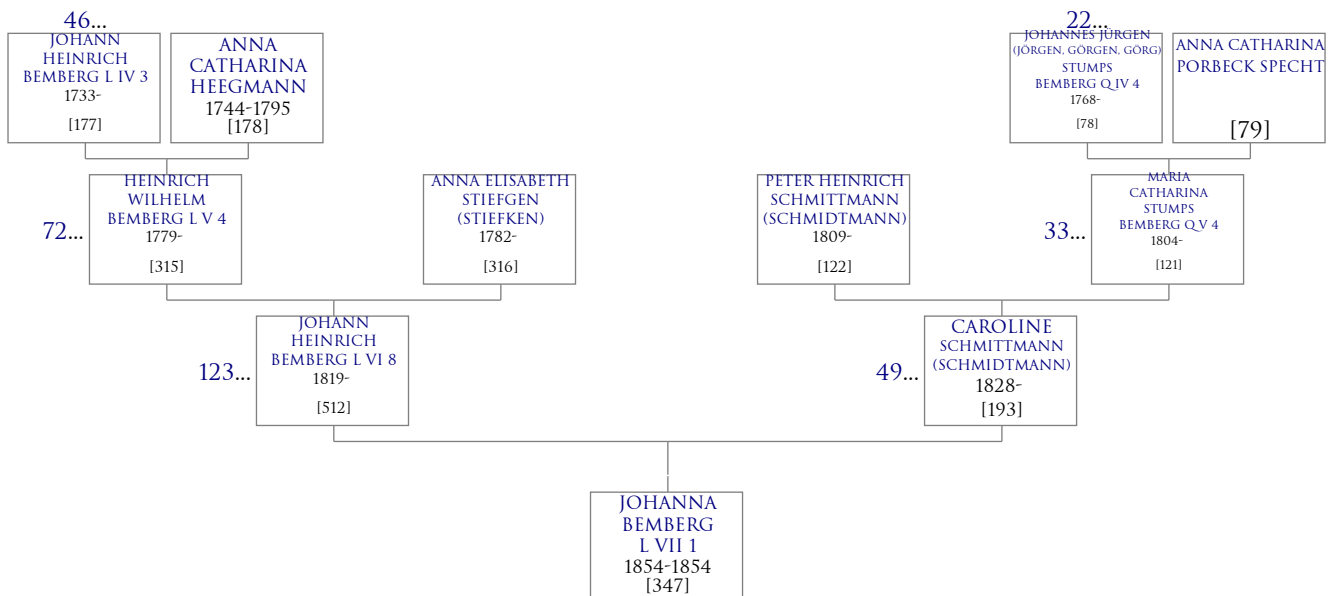 46...
JOHANN
HEINRICH
BEMBERG L IV 3
1733-
[177]
ANNA
CATHARINA
HEEGMANN
1744-1795
[178]
22...
JOHANNES JÜRGEN
(JÖRGEN, GÖRGEN, GÖRG)
STUMPS
BEMBERG Q IV 4
1768-
[78]
ANNA CATHARINA
PORBECK SPECHT
[79]
72...
HEINRICH
WILHELM
BEMBERG L V 4
1779-
[315]
ANNA ELISABETH
STIEFGEN
(STIEFKEN)
1782-
[316]
PETER HEINRICH
SCHMITTMANN
(SCHMIDTMANN)
1809-
[122]
33...
MARIA
CATHARINA
STUMPS
BEMBERG Q V 4
1804-
[121]
123...
JOHANN
HEINRICH
BEMBERG L VI 8
1819-
[512]
49...
CAROLINE
SCHMITTMANN
(SCHMIDTMANN)
1828-
[193]
JOHANNA
BEMBERG
L VII 1
1854-1854
[347]